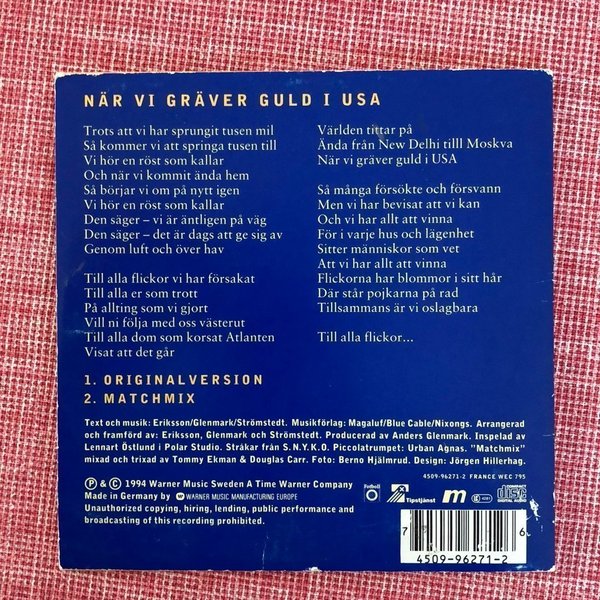 NÄR VI GRÄVER GULD I USA
Trots att vi har sprungit tusen mil
Så kommer vi att springa tusen till
Vi hör en röst som kallar
Och när vi kommit ända hem
Så börjar vi om på nytt igen
Vi hör en röst som kallar
Den säger – vi är äntligen på väg
Den säger – det är dags att ge sig av
Genom luft och över hav
Till alla flickor vi har försakat
Till alla er som trott
På allting som vi gjort
Vill ni följa med oss västerut
Till alla dom som korsat Atlanten
Visat att det går
Världen tittar på
Ända från New Delhi tilll Moskva
När vi gräver guld i USA
Så många försökte och försvann
Men vi har bevisat att vi kan
Och vi har allt att vinna
För i varje hus och lägenhet
Sitter människor som vet
Att vi har allt att vinna
Flickorna har blommor i sitt hår
Där står pojkarna på rad
Tillsammans är vi oslagbara
Till alla flickor...
1. ORIGINALVERSION
2. MATCHMIX
Text och musik: Eriksson/Glenmark/Strömstedt. Musikförlag: Magaluf/Blue Cable/Nixongs. Arrangerad
och framförd av: Eriksson, Glenmark och Strömstedt. Producerad av Anders Glenmark. Inspelad av
Lennart Östlund i Polar Studio. Stråkar från S.N.Y.K.O. Piccolatrumpet: Urban Agnas. "Matchmix"
mixad och trixad av Tommy Ekman & Douglas Carr. Foto: Berno Hjälmrud. Design: Jörgen Hillerhag.
4509-96271-2 FRANCE WEC 795
Ⓟ & © 1994 Warner Music Sweden A Time Warner Company
Made in Germany by WARNER MUSIC MANUFACTURING EUROPE
Unauthorized copying, hiring, lending, public performance and
broadcasting of this recording prohibited.
Fotboll
Tipstjänst
m
COMPACT
disc
DIGITAL AUDIO
7 6
4509-96271-2